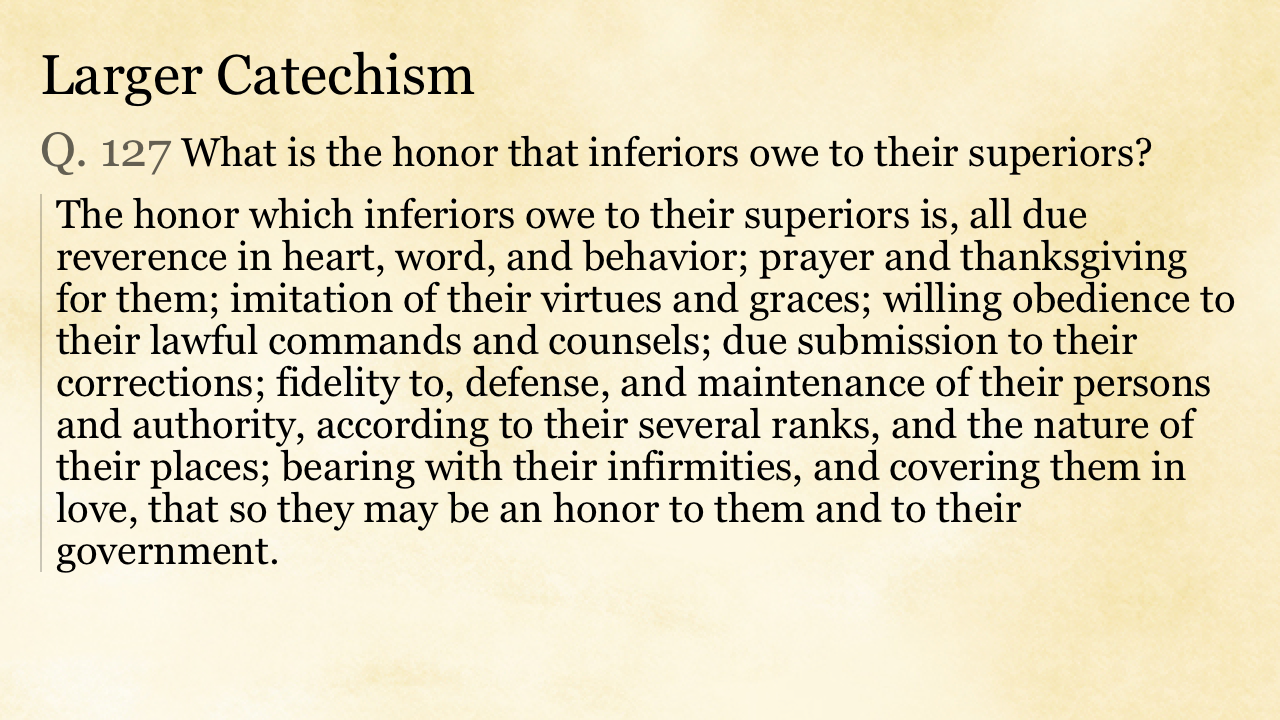 Larger Catechism
Q. 127 What is the honor that inferiors owe to their superiors?
The honor which inferiors owe to their superiors is, all due
reverence in heart, word, and behavior; prayer and thanksgiving
for them; imitation of their virtues and graces; willing obedience to
their lawful commands and counsels; due submission to their
corrections; fidelity to, defense, and maintenance of their persons
and authority, according to their several ranks, and the nature of
their places; bearing with their infirmities, and covering them in
love, that so they may be an honor to them and to their
government.